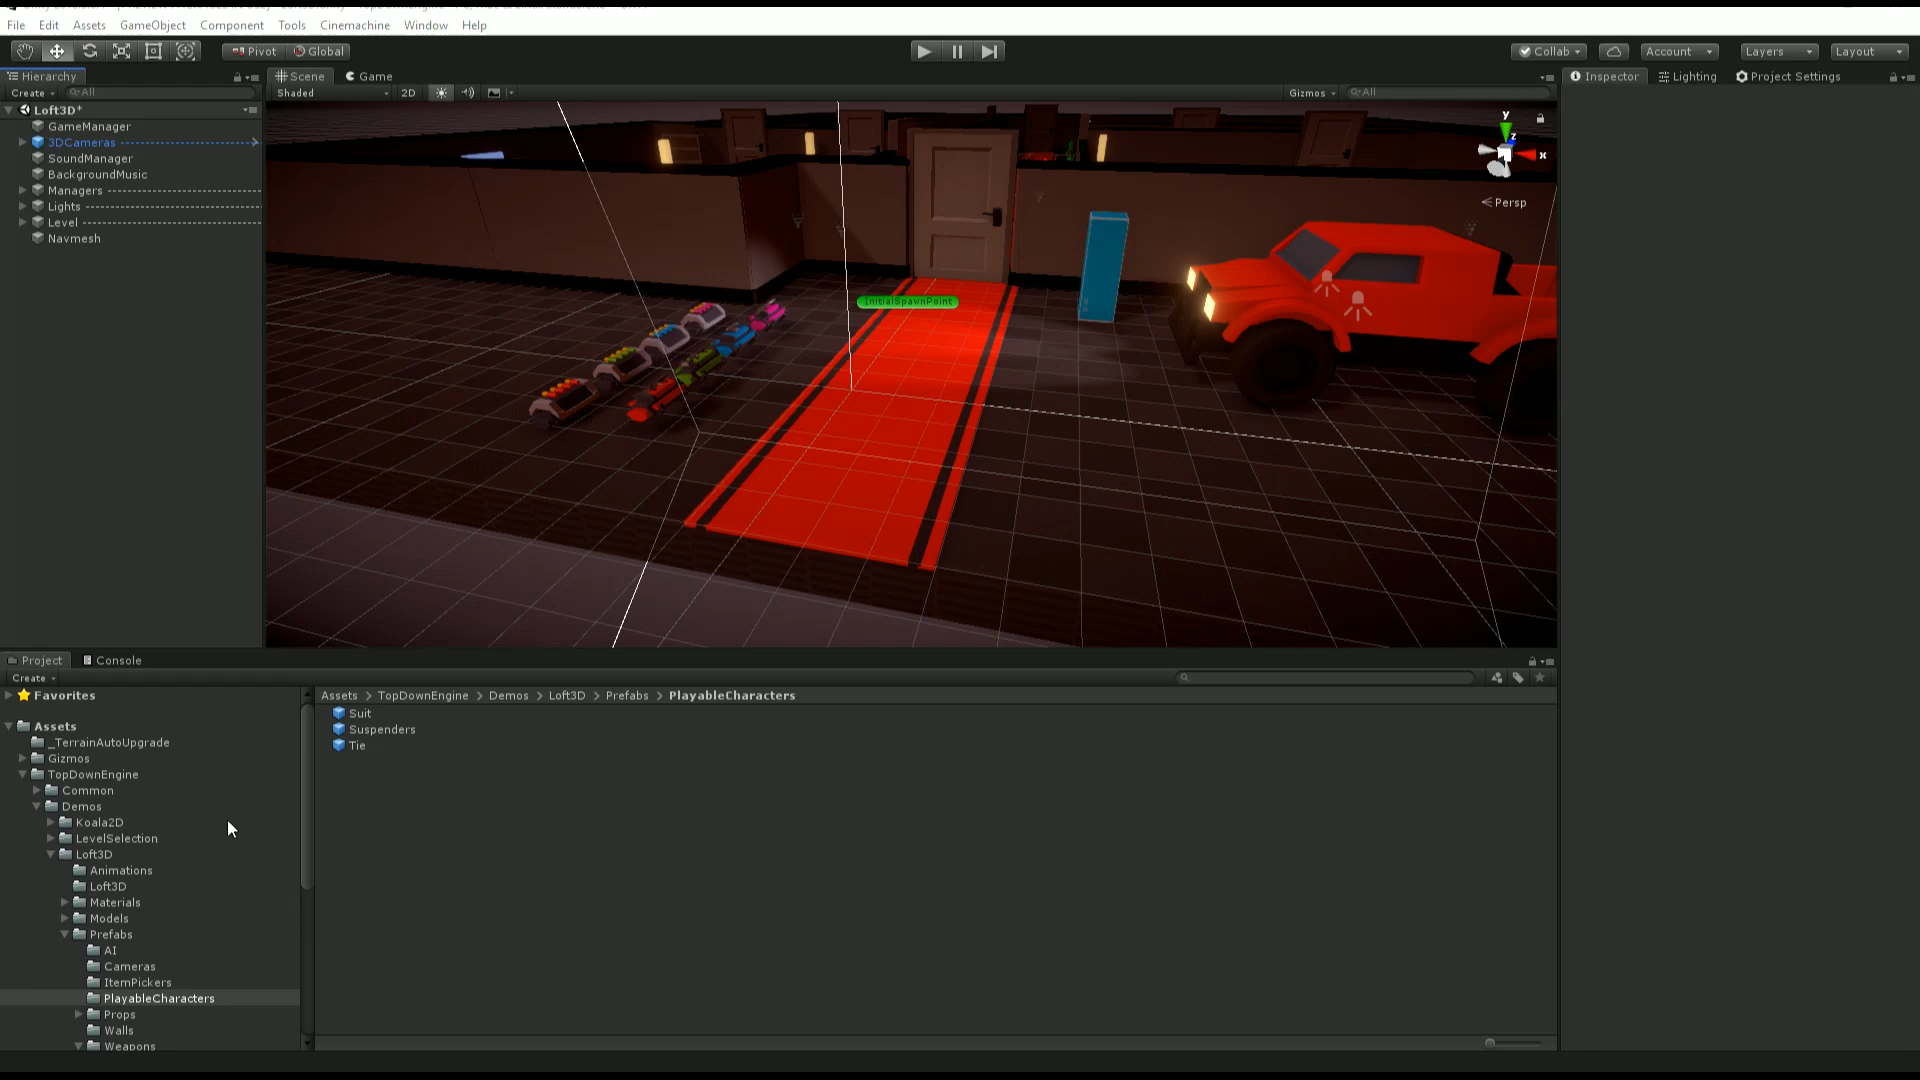 File Edit Assets GameObject Component Tools Cinemachine Window Help
Pivot Global Collab Account Layers Layout
Hierarchy Scene Game Inspector Lighting Project Settings
Create All Shaded 2D Gizmos All
Loft3D*
GameManager
3DCameras
SoundManager
BackgroundMusic
Managers
Lights
Level
Navmesh
y
z
x
Persp
InitialSpawnPoint
Project Console
Create
Favorites
Assets > TopDownEngine > Demos > Loft3D > Prefabs > PlayableCharacters
Suit
Suspenders
Tie
Assets
_TerrainAutoUpgrade
Gizmos
TopDownEngine
Common
Demos
Koala2D
LevelSelection
Loft3D
Animations
Loft3D
Materials
Models
Prefabs
AI
Cameras
ItemPickers
PlayableCharacters
Props
Walls
Weapons